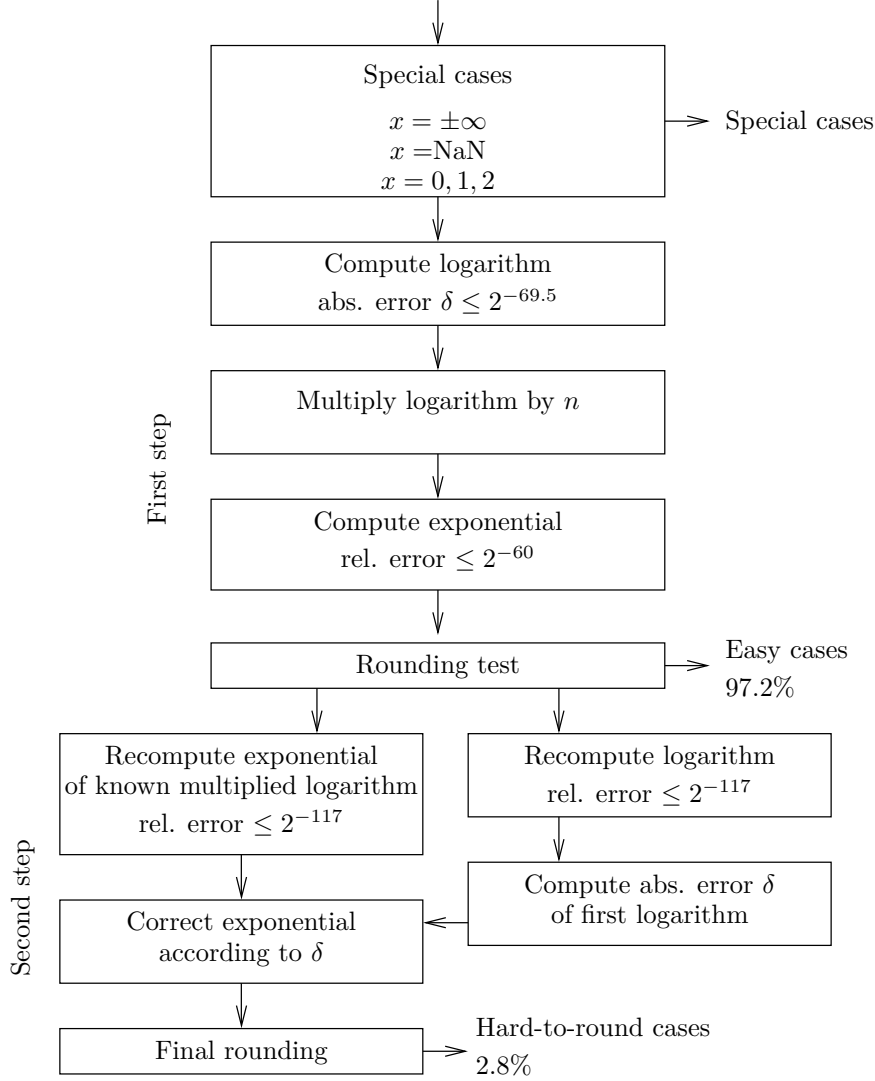 Special cases
x = ±∞
x =NaN
x = 0, 1, 2
Special cases
Compute logarithm
abs. error δ ≤ 2^{−69.5}
Multiply logarithm by n
First step
Compute exponential
rel. error ≤ 2^{−60}
Rounding test
Easy cases
97.2%
Recompute exponential
of known multiplied logarithm
rel. error ≤ 2^{−117}
Recompute logarithm
rel. error ≤ 2^{−117}
Second step
Compute abs. error δ
of first logarithm
Correct exponential
according to δ
Final rounding
Hard-to-round cases
2.8%